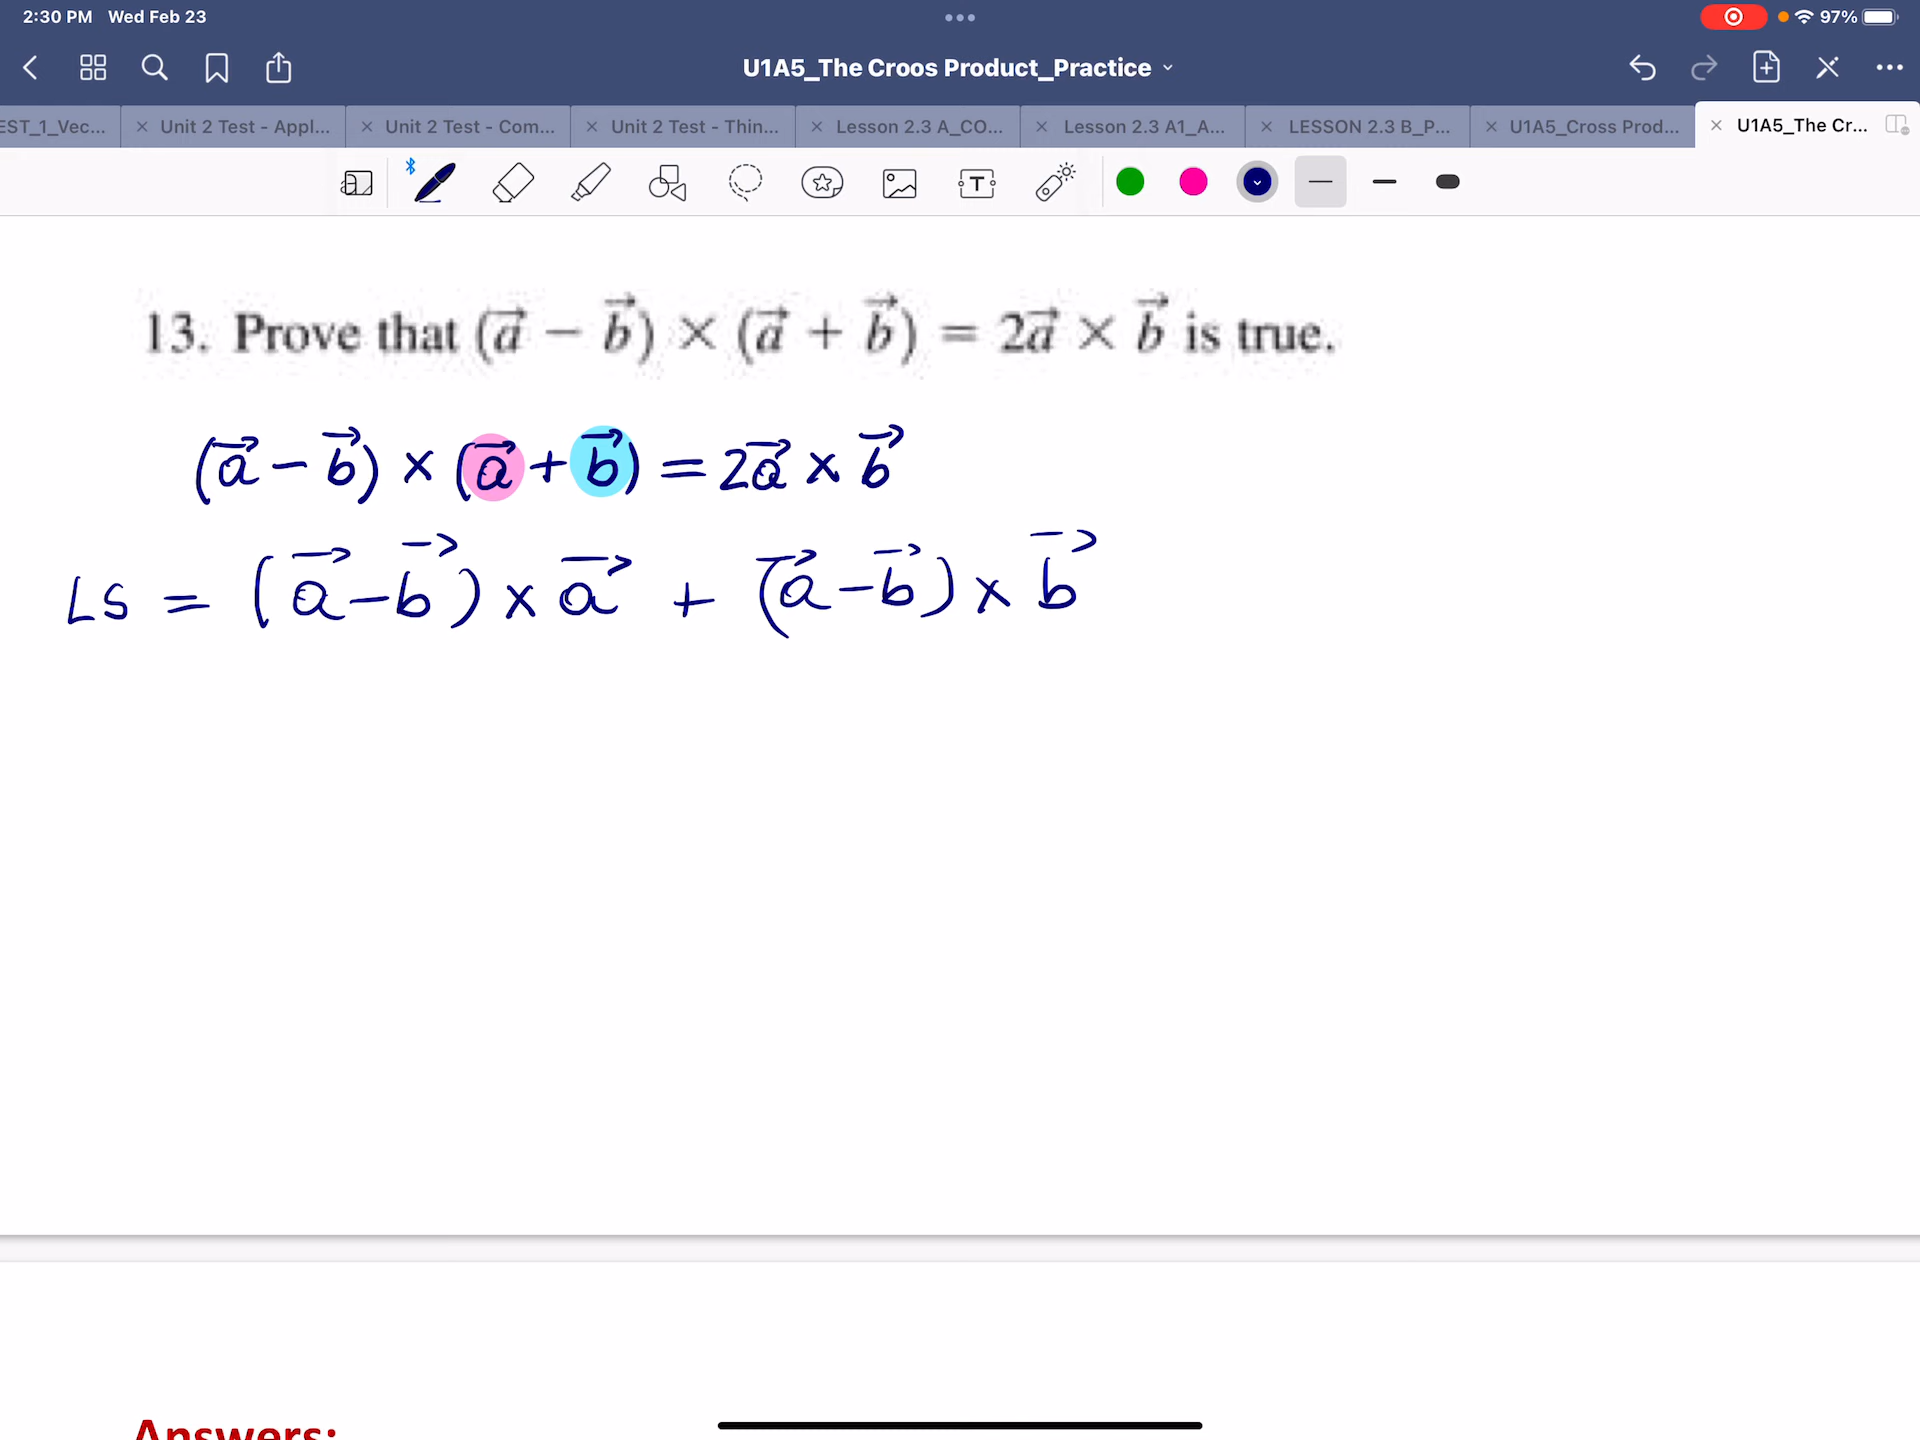 2:30 PM Wed Feb 23
97%
U1A5_The Croos Product_Practice
EST_1_Vec...
Unit 2 Test - Appl...
Unit 2 Test - Com...
Unit 2 Test - Thin...
Lesson 2.3 A_CO...
Lesson 2.3 A1_A...
LESSON 2.3 B_P...
U1A5_Cross Prod...
U1A5_The Cr...
13. Prove that (a⃗ − b⃗) × (a⃗ + b⃗) = 2a⃗ × b⃗ is true.
(a⃗ − b⃗) × (a⃗ + b⃗) = 2a⃗ × b⃗
LS = (a⃗ − b⃗) × a⃗ + (a⃗ − b⃗) × b⃗
Answers: